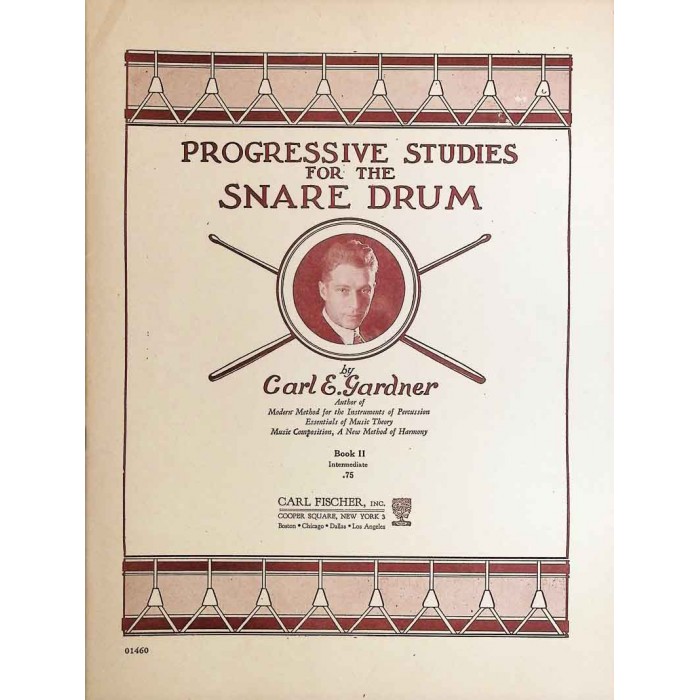 PROGRESSIVE STUDIES
FOR THE
SNARE DRUM
by
Carl E. Gardner
Author of
Modern Method for the Instruments of Percussion
Essentials of Music Theory
Music Composition, A New Method of Harmony
Book II
Intermediate
.75
CARL FISCHER, INC.
COOPER SQUARE, NEW YORK 3
Boston • Chicago • Dallas • Los Angeles
01460